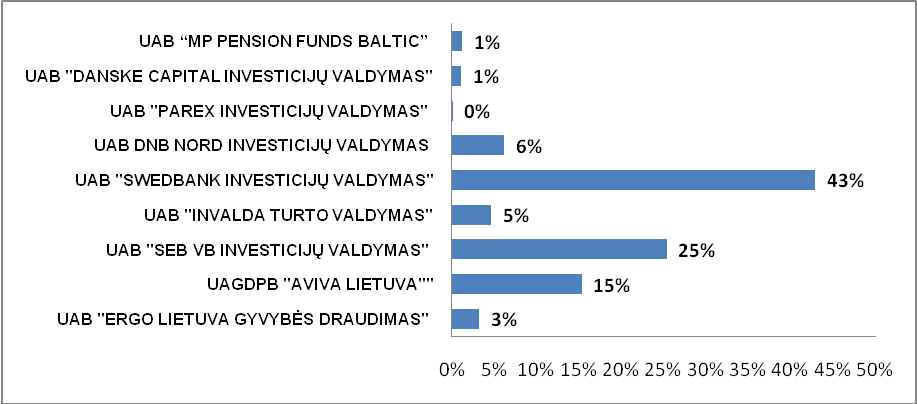 UAB “MP PENSION FUNDS BALTIC” 1%
UAB "DANSKE CAPITAL INVESTICIJŲ VALDYMAS" 1%
UAB "PAREX INVESTICIJŲ VALDYMAS" 0%
UAB DNB NORD INVESTICIJŲ VALDYMAS 6%
UAB "SWEDBANK INVESTICIJŲ VALDYMAS" 43%
UAB "INVALDA TURTO VALDYMAS" 5%
UAB "SEB VB INVESTICIJŲ VALDYMAS" 25%
UAGDPB "AVIVA LIETUVA"" 15%
UAB "ERGO LIETUVA GYVYBĖS DRAUDIMAS" 3%
0% 5% 10% 15% 20% 25% 30% 35% 40% 45% 50%